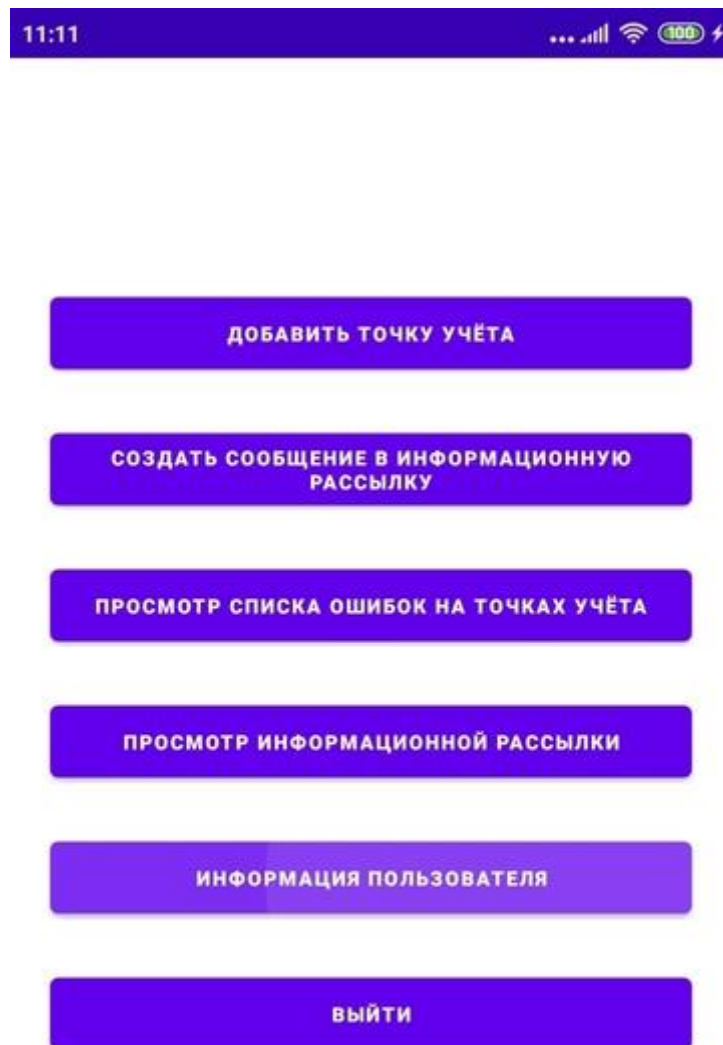 11:11
100
ДОБАВИТЬ ТОЧКУ УЧЁТА
СОЗДАТЬ СООБЩЕНИЕ В ИНФОРМАЦИОННУЮ
РАССЫЛКУ
ПРОСМОТР СПИСКА ОШИБОК НА ТОЧКАХ УЧЁТА
ПРОСМОТР ИНФОРМАЦИОННОЙ РАССЫЛКИ
ИНФОРМАЦИЯ ПОЛЬЗОВАТЕЛЯ
ВЫЙТИ